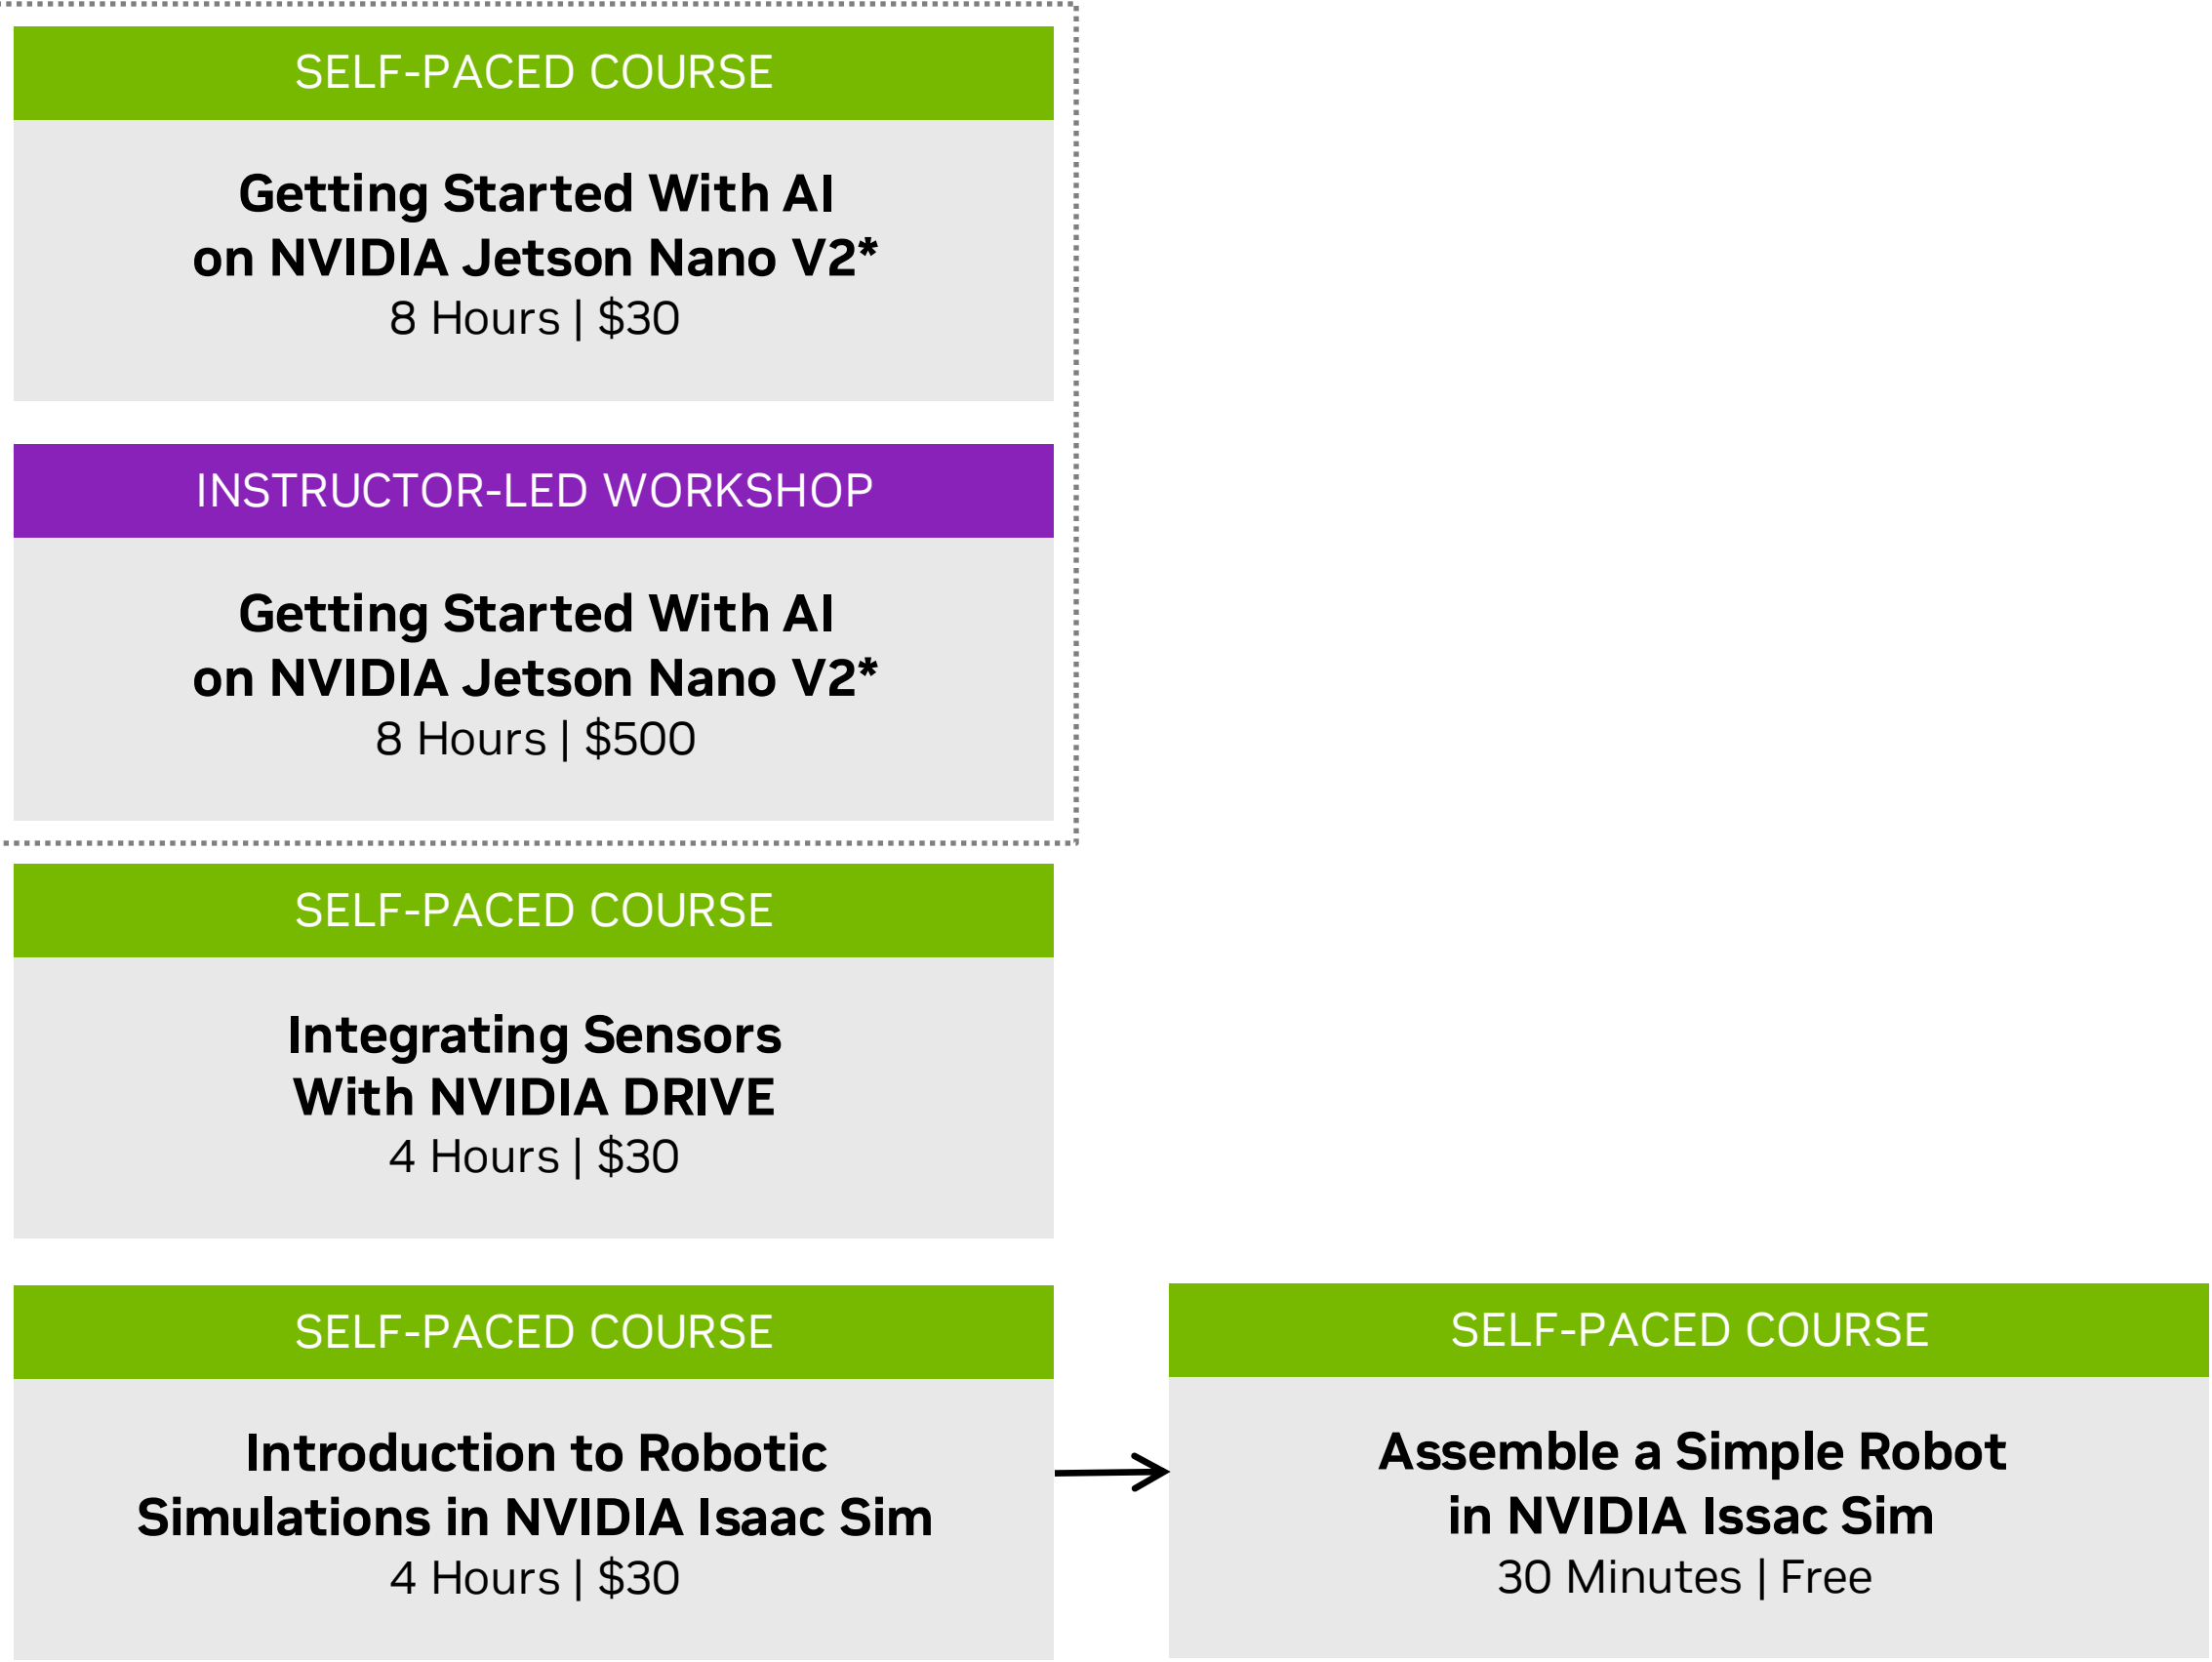 SELF-PACED COURSE
Getting Started With AI
on NVIDIA Jetson Nano V2*
8 Hours | $30
INSTRUCTOR-LED WORKSHOP
Getting Started With AI
on NVIDIA Jetson Nano V2*
8 Hours | $500
SELF-PACED COURSE
Integrating Sensors
With NVIDIA DRIVE
4 Hours | $30
SELF-PACED COURSE
Introduction to Robotic
Simulations in NVIDIA Isaac Sim
4 Hours | $30
SELF-PACED COURSE
Assemble a Simple Robot
in NVIDIA Issac Sim
30 Minutes | Free